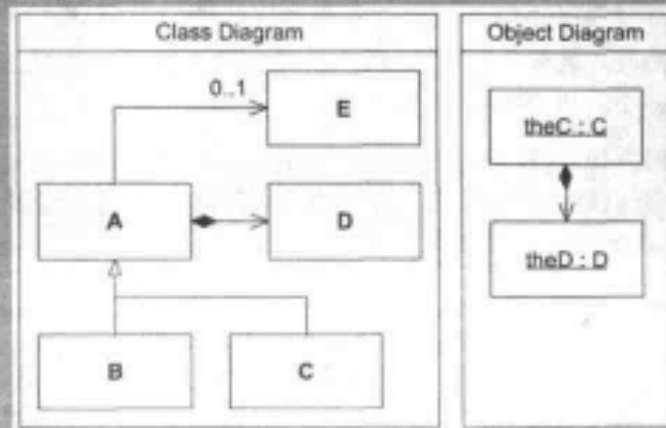 Class Diagram
Object Diagram
0..1
E
theC : C
A
D
theD : D
B
C